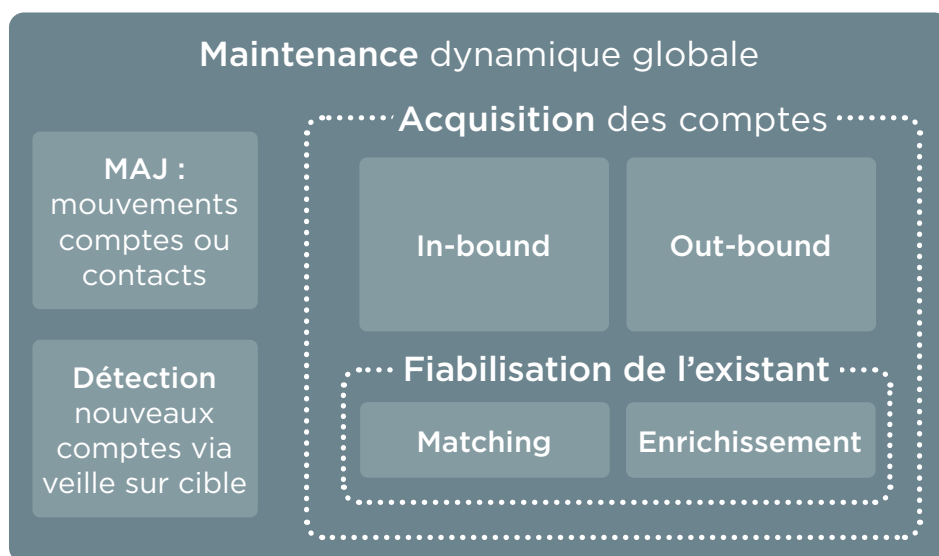 Maintenance dynamique globale
MAJ :
mouvements
comptes ou
contacts
Détection
nouveaux
comptes via
veille sur cible
Acquisition des comptes
In-bound
Out-bound
Fiabilisation de l’existant
Matching
Enrichissement